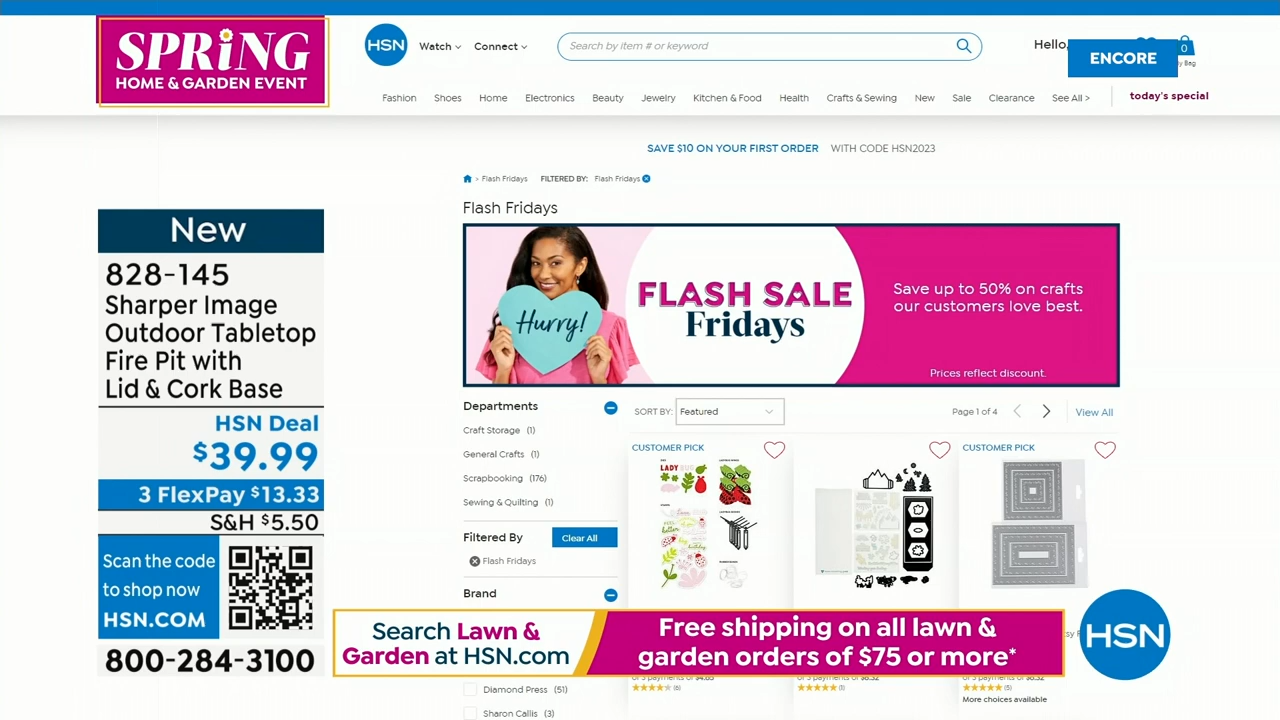 SPRING
HOME & GARDEN EVENT
HSN
Watch
Connect
Search by item # or keyword
Hello,
ENCORE
0
Bag
Fashion
Shoes
Home
Electronics
Beauty
Jewelry
Kitchen & Food
Health
Crafts & Sewing
New
Sale
Clearance
See All >
today's special
SAVE $10 ON YOUR FIRST ORDER WITH CODE HSN2023
> Flash Fridays FILTERED BY: Flash Fridays
Flash Fridays
Hurry!
FLASH SALE
Fridays
Save up to 50% on crafts
our customers love best.
Prices reflect discount.
New
828-145
Sharper Image
Outdoor Tabletop
Fire Pit with
Lid & Cork Base
HSN Deal
$39.99
3 FlexPay $13.33
S&H $5.50
Scan the code
to shop now
HSN.COM
800-284-3100
Departments
Craft Storage (1)
General Crafts (1)
Scrapbooking (176)
Sewing & Quilting (1)
Filtered By
Clear All
Flash Fridays
Brand
Diamond Press (51)
Sharon Callis (3)
SORT BY: Featured
Page 1 of 4
View All
CUSTOMER PICK
LADY BUG
CUSTOMER PICK
Search Lawn &
Garden at HSN.com
Free shipping on all lawn &
garden orders of $75 or more*
HSN
(6)
(1)
(5)
More choices available